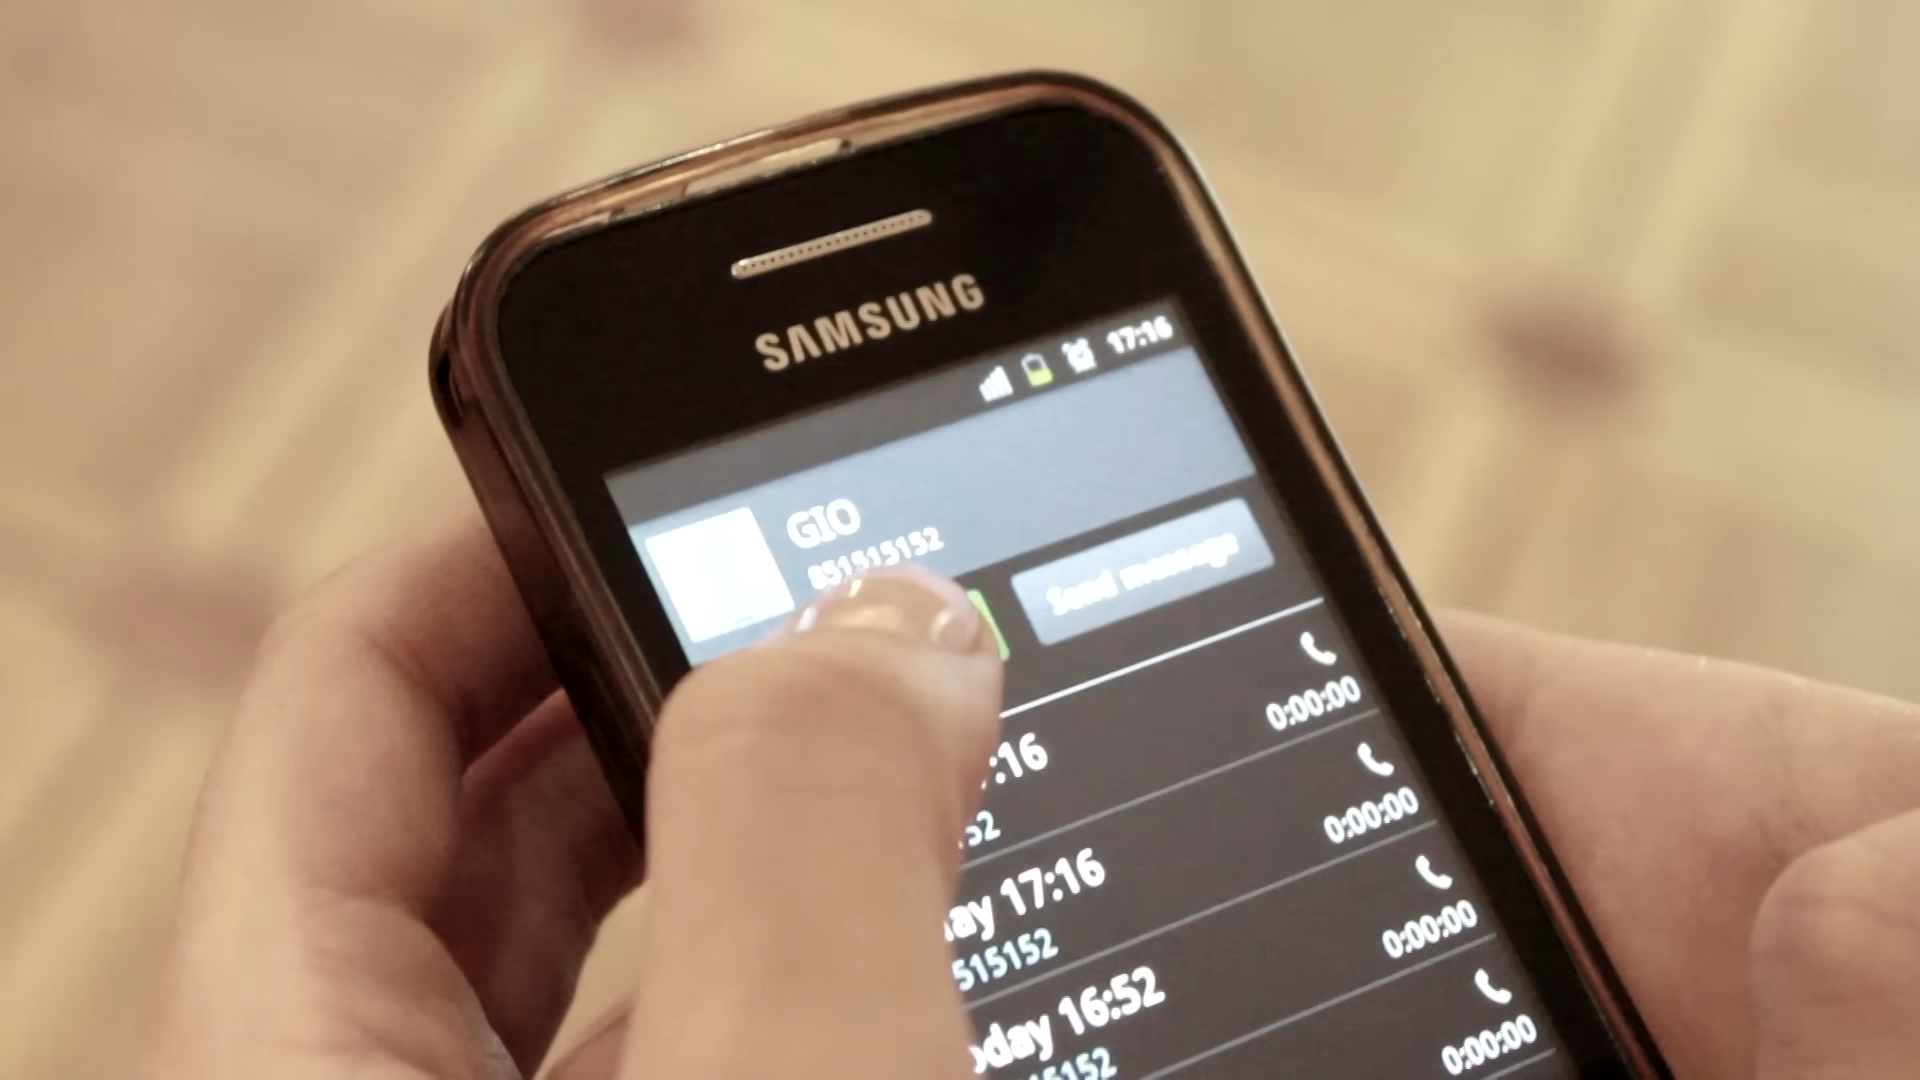 SAMSUNG
17:16
GIO
851515152
Send message
:16
0:00:00
52
ay 17:16
0:00:00
515152
oday 16:52
0:00:00
15152
0:00:00